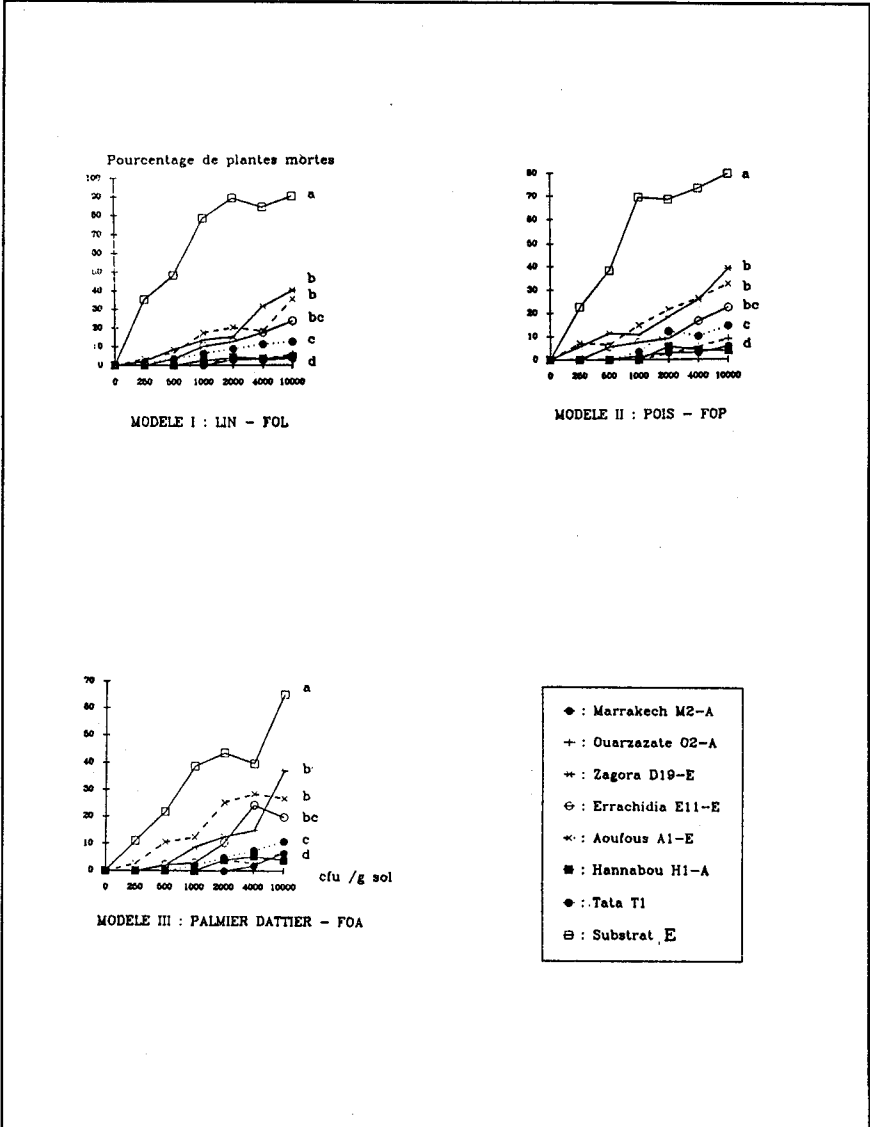 Pourcentage de plantes mòrtes
100
90
80
70
60
50
40
30
20
10
0
a
b
b
bc
c
d
0 250 500 1000 2000 4000 10000
MODELE I : LIN - FOL
80
70
60
50
40
30
20
10
0
a
b
b
bc
c
d
0 250 500 1000 2000 4000 10000
MODELE II : POIS - FOP
70
60
50
40
30
20
10
0
a
b
b
bc
c
d
0 250 500 1000 2000 4000 10000
cfu /g sol
MODELE III : PALMIER DATTIER - FOA
: Marrakech M2-A
: Ouarzazate O2-A
: Zagora D19-E
: Errachidia E11-E
: Aoufous A1-E
: Hannabou H1-A
: Tata T1
: Substrat E